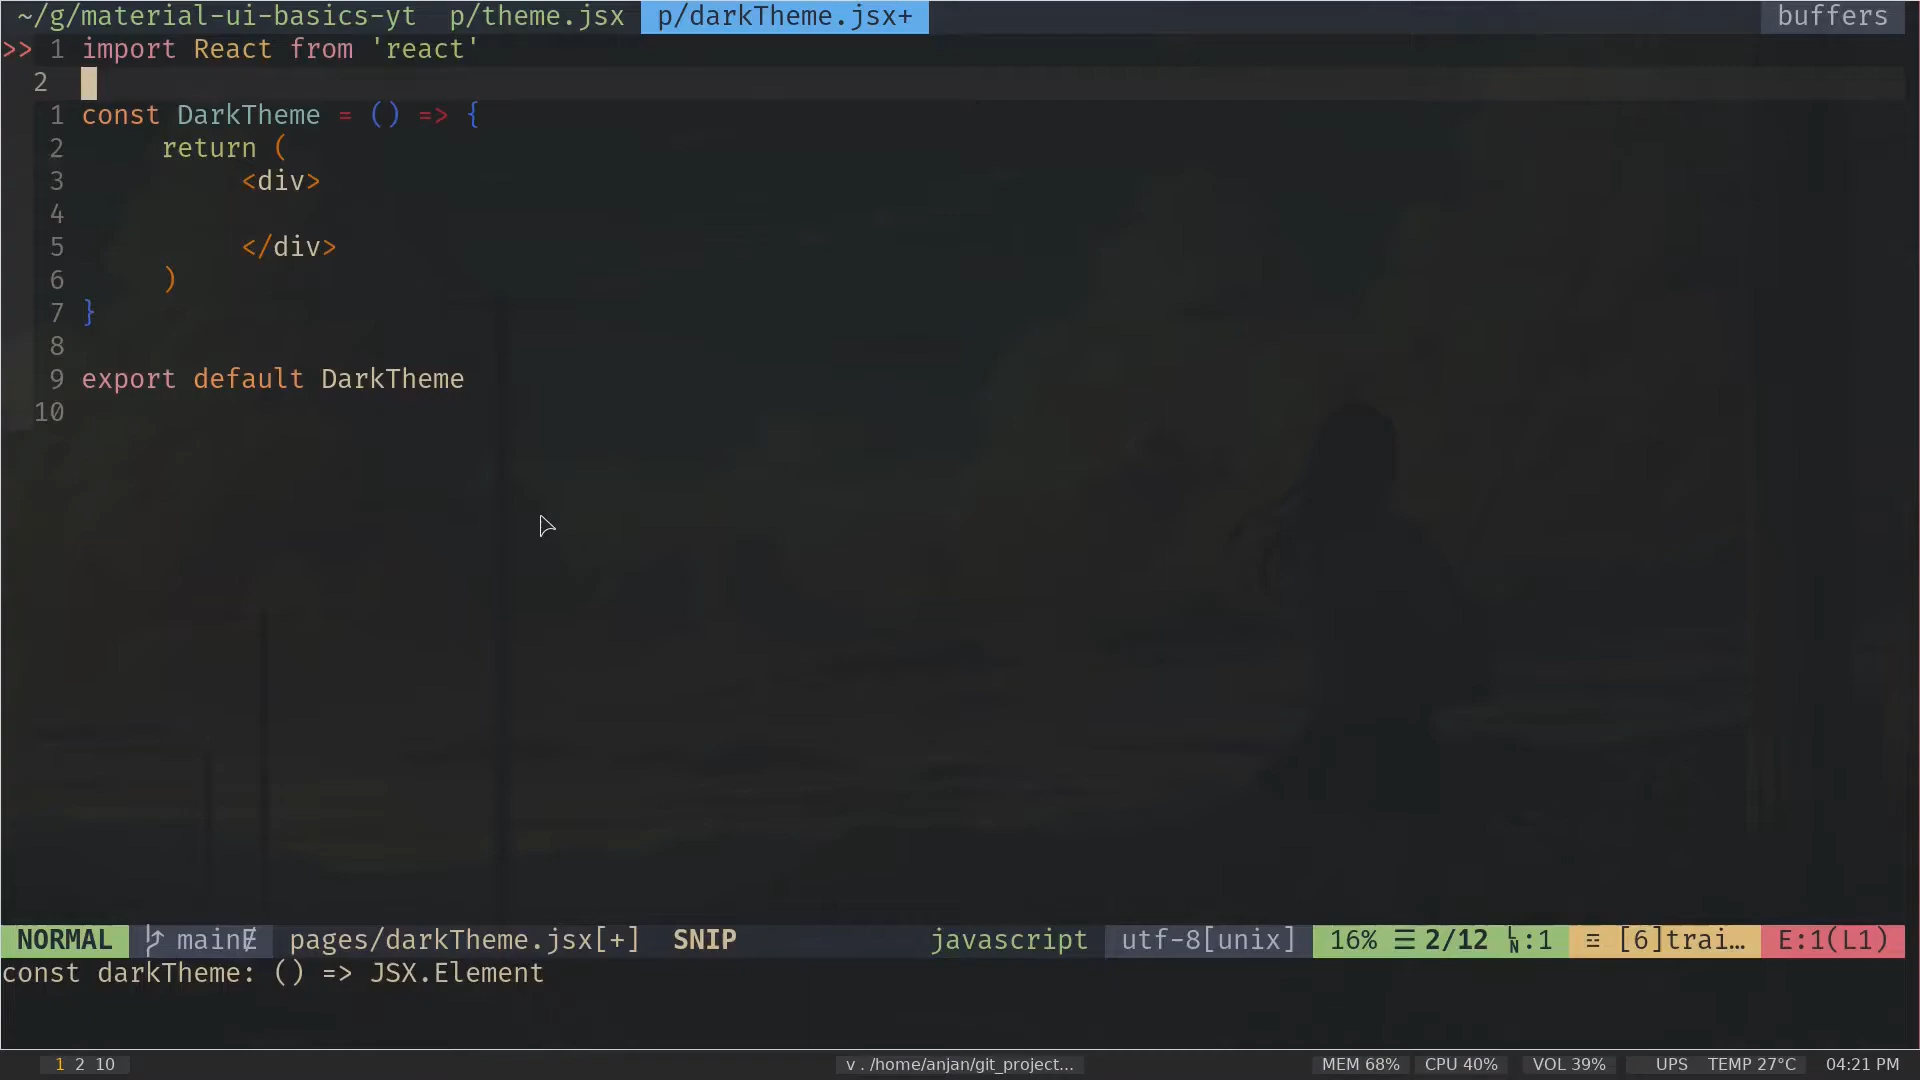 ~/g/material-ui-basics-yt p/theme.jsx p/darkTheme.jsx+ buffers
>> 1 import React from 'react'
2
1 const DarkTheme = () => {
2 return (
3 <div>
4
5 </div>
6 )
7 }
8
9 export default DarkTheme
10
NORMAL main pages/darkTheme.jsx[+] SNIP javascript utf-8[unix] 16% ☰ 2/12 :1 [6]trai… E:1(L1)
const darkTheme: () => JSX.Element
1 2 10 v . /home/anjan/git_project... MEM 68% CPU 40% VOL 39% UPS TEMP 27°C 04:21 PM